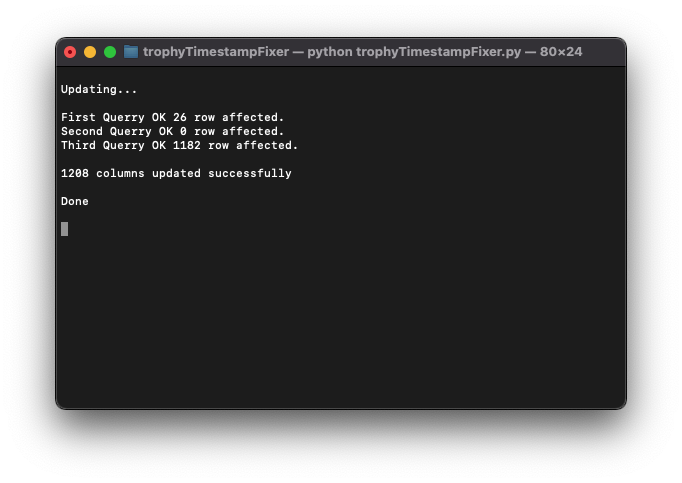 trophyTimestampFixer — python trophyTimestampFixer.py — 80×24
Updating...
First Querry OK 26 row affected.
Second Querry OK 0 row affected.
Third Querry OK 1182 row affected.
1208 columns updated successfully
Done